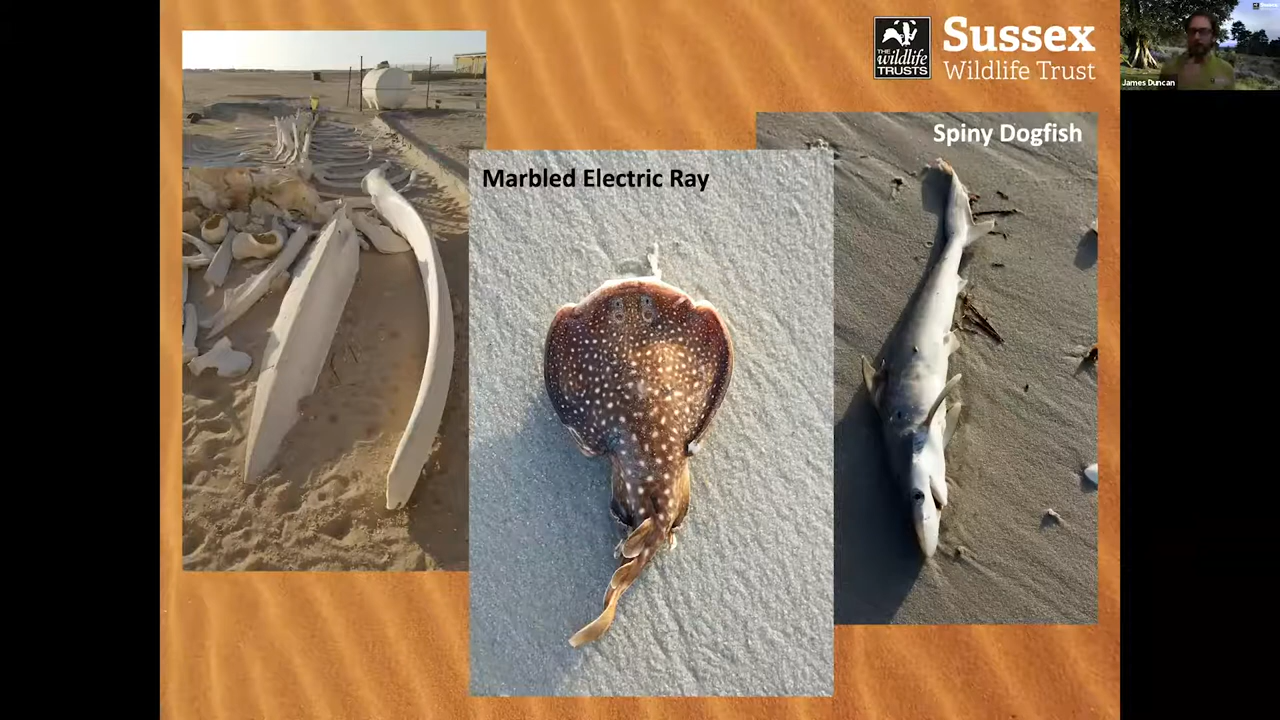 THE
wildlife
TRUSTS
Sussex
Wildlife Trust
Spiny Dogfish
Marbled Electric Ray
James Duncan